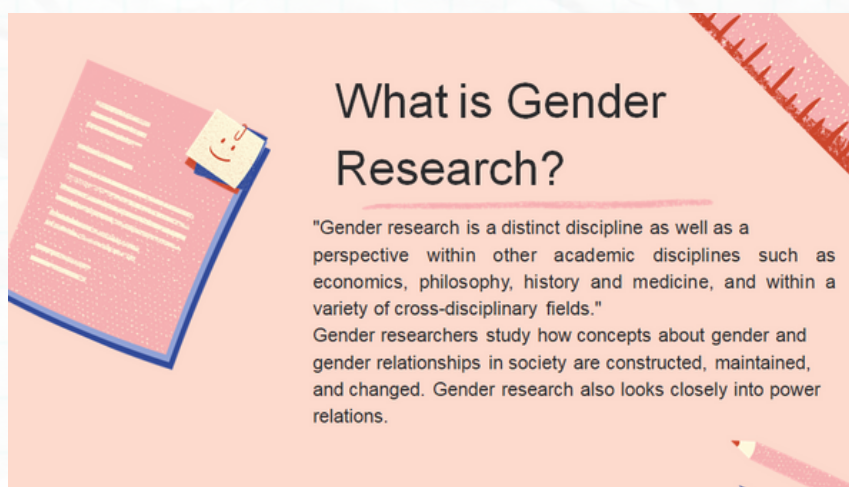 What is Gender
Research?
"Gender research is a distinct discipline as well as a
perspective within other academic disciplines such as
economics, philosophy, history and medicine, and within a
variety of cross-disciplinary fields."
Gender researchers study how concepts about gender and
gender relationships in society are constructed, maintained,
and changed. Gender research also looks closely into power
relations.